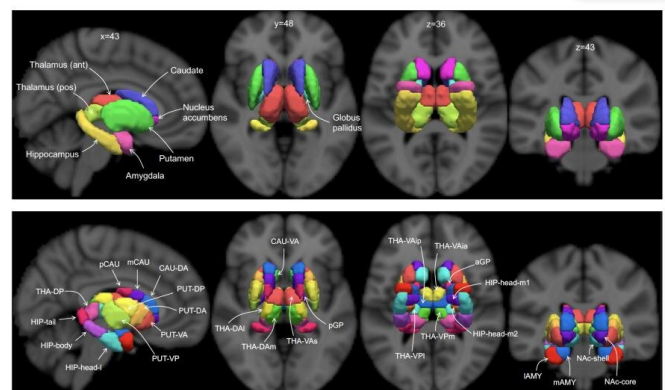 x=43
y=48
z=36
z=43
Thalamus (ant)
Caudate
Thalamus (pos)
Nucleus
accumbens
Globus
pallidus
Putamen
Hippocampus
Amygdala
CAU-VA
THA-VAip
THA-VAia
pCAU
mCAU
CAU-DA
aGP
THA-DP
PUT-DP
HIP-head-m1
PUT-DA
HIP-tail
THA-DAl
pGP
PUT-VA
HIP-head-m2
HIP-body
THA-DAm
THA-VAs
THA-VPm
PUT-VP
THA-VPl
HIP-head-l
NAc-shell
lAMY
mAMY
NAc-core